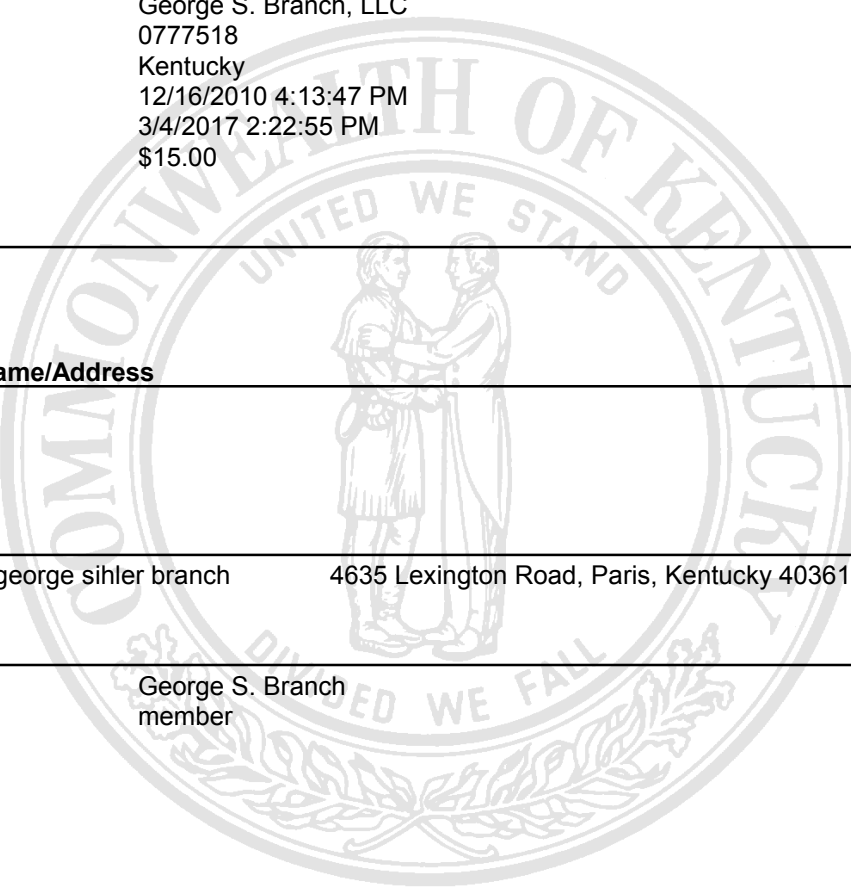 George S. Branch, LLC
0777518
Kentucky
12/16/2010 4:13:47 PM
3/4/2017 2:22:55 PM
$15.00
COMMONWEALTH OF KENTUCKY
UNITED WE STAND
ame/Address
george sihler branch 4635 Lexington Road, Paris, Kentucky 40361
DIVIDED WE FALL
George S. Branch
member